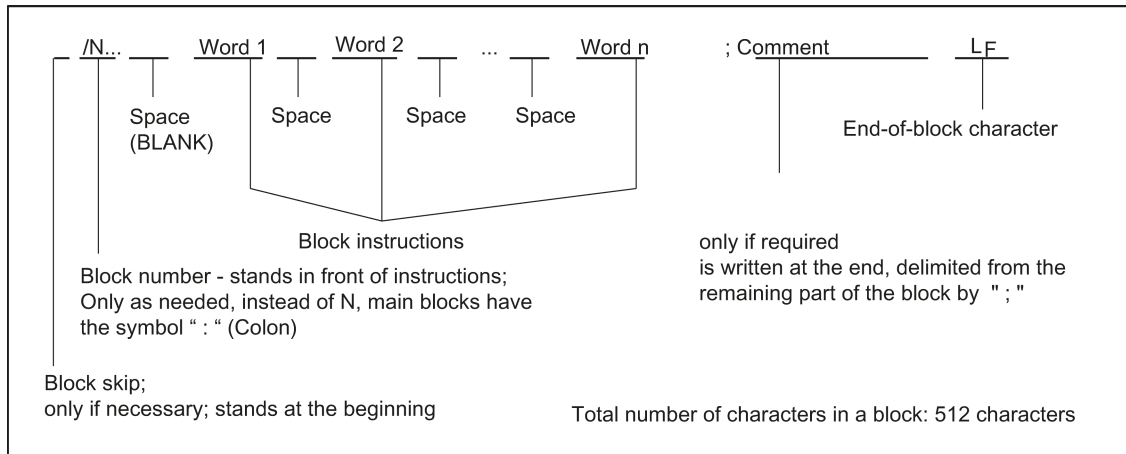 /N... Word 1 Word 2 ... Word n ; Comment LF
Space
(BLANK)
Space
Space
Space
End-of-block character
Block instructions
Block number - stands in front of instructions;
Only as needed, instead of N, main blocks have
the symbol “ : “ (Colon)
only if required
is written at the end, delimited from the
remaining part of the block by " ; "
Block skip;
only if necessary; stands at the beginning
Total number of characters in a block: 512 characters